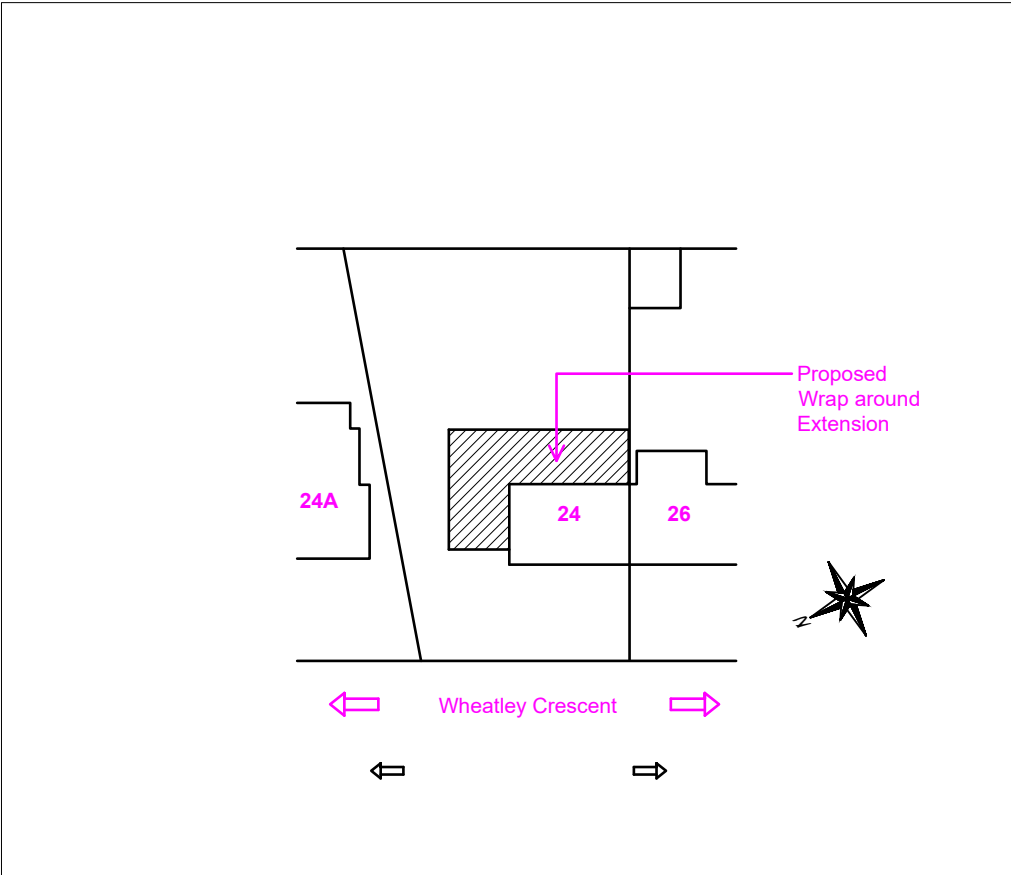 Proposed
Wrap around
Extension
24A
24
26
N
Wheatley Crescent